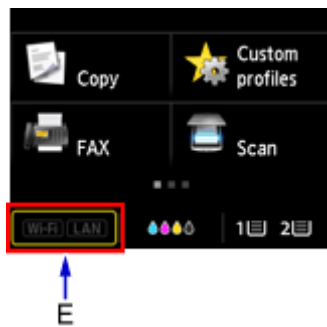 Copy
Custom
profiles
FAX
Scan
Wi-Fi LAN 1 2
E